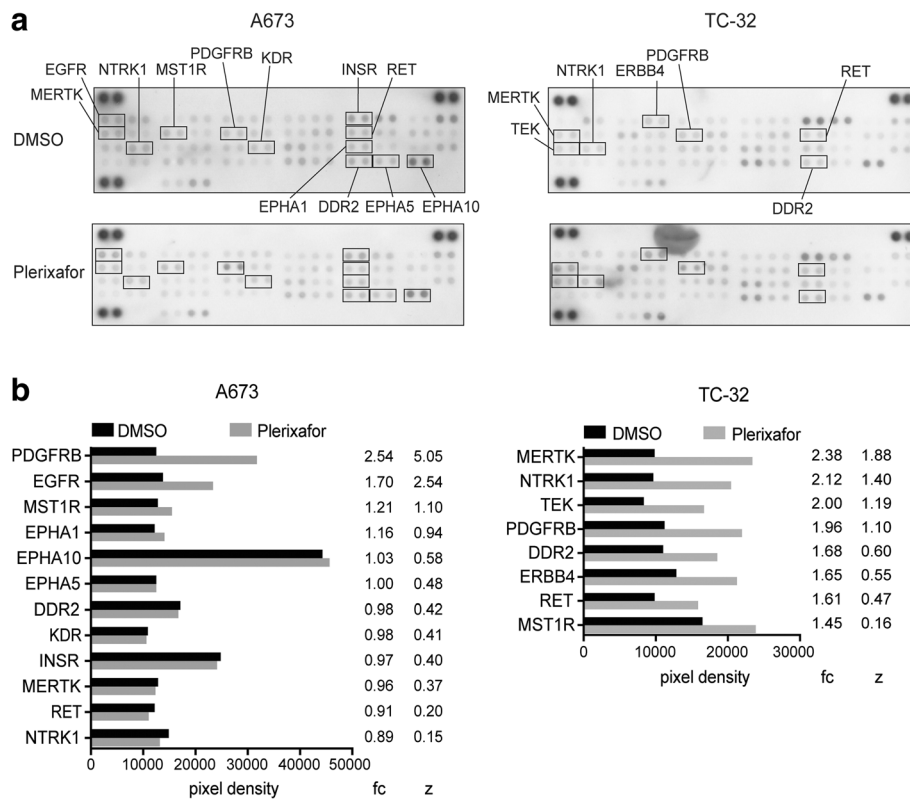 a
A673
TC-32
PDGFRB KDR
EGFR NTRK1 MST1R INSR RET
MERTK
DMSO
EPHA1 DDR2 EPHA5 EPHA10
Plerixafor
PDGFRB
NTRK1 ERBB4 RET
MERTK
TEK
DDR2
b
A673
DMSO Plerixafor
PDGFRB 2.54 5.05
EGFR 1.70 2.54
MST1R 1.21 1.10
EPHA1 1.16 0.94
EPHA10 1.03 0.58
EPHA5 1.00 0.48
DDR2 0.98 0.42
KDR 0.98 0.41
INSR 0.97 0.40
MERTK 0.96 0.37
RET 0.91 0.20
NTRK1 0.89 0.15
0 10000 20000 30000 40000 50000
pixel density fc z
TC-32
DMSO Plerixafor
MERTK 2.38 1.88
NTRK1 2.12 1.40
TEK 2.00 1.19
PDGFRB 1.96 1.10
DDR2 1.68 0.60
ERBB4 1.65 0.55
RET 1.61 0.47
MST1R 1.45 0.16
0 10000 20000 30000
pixel density fc z